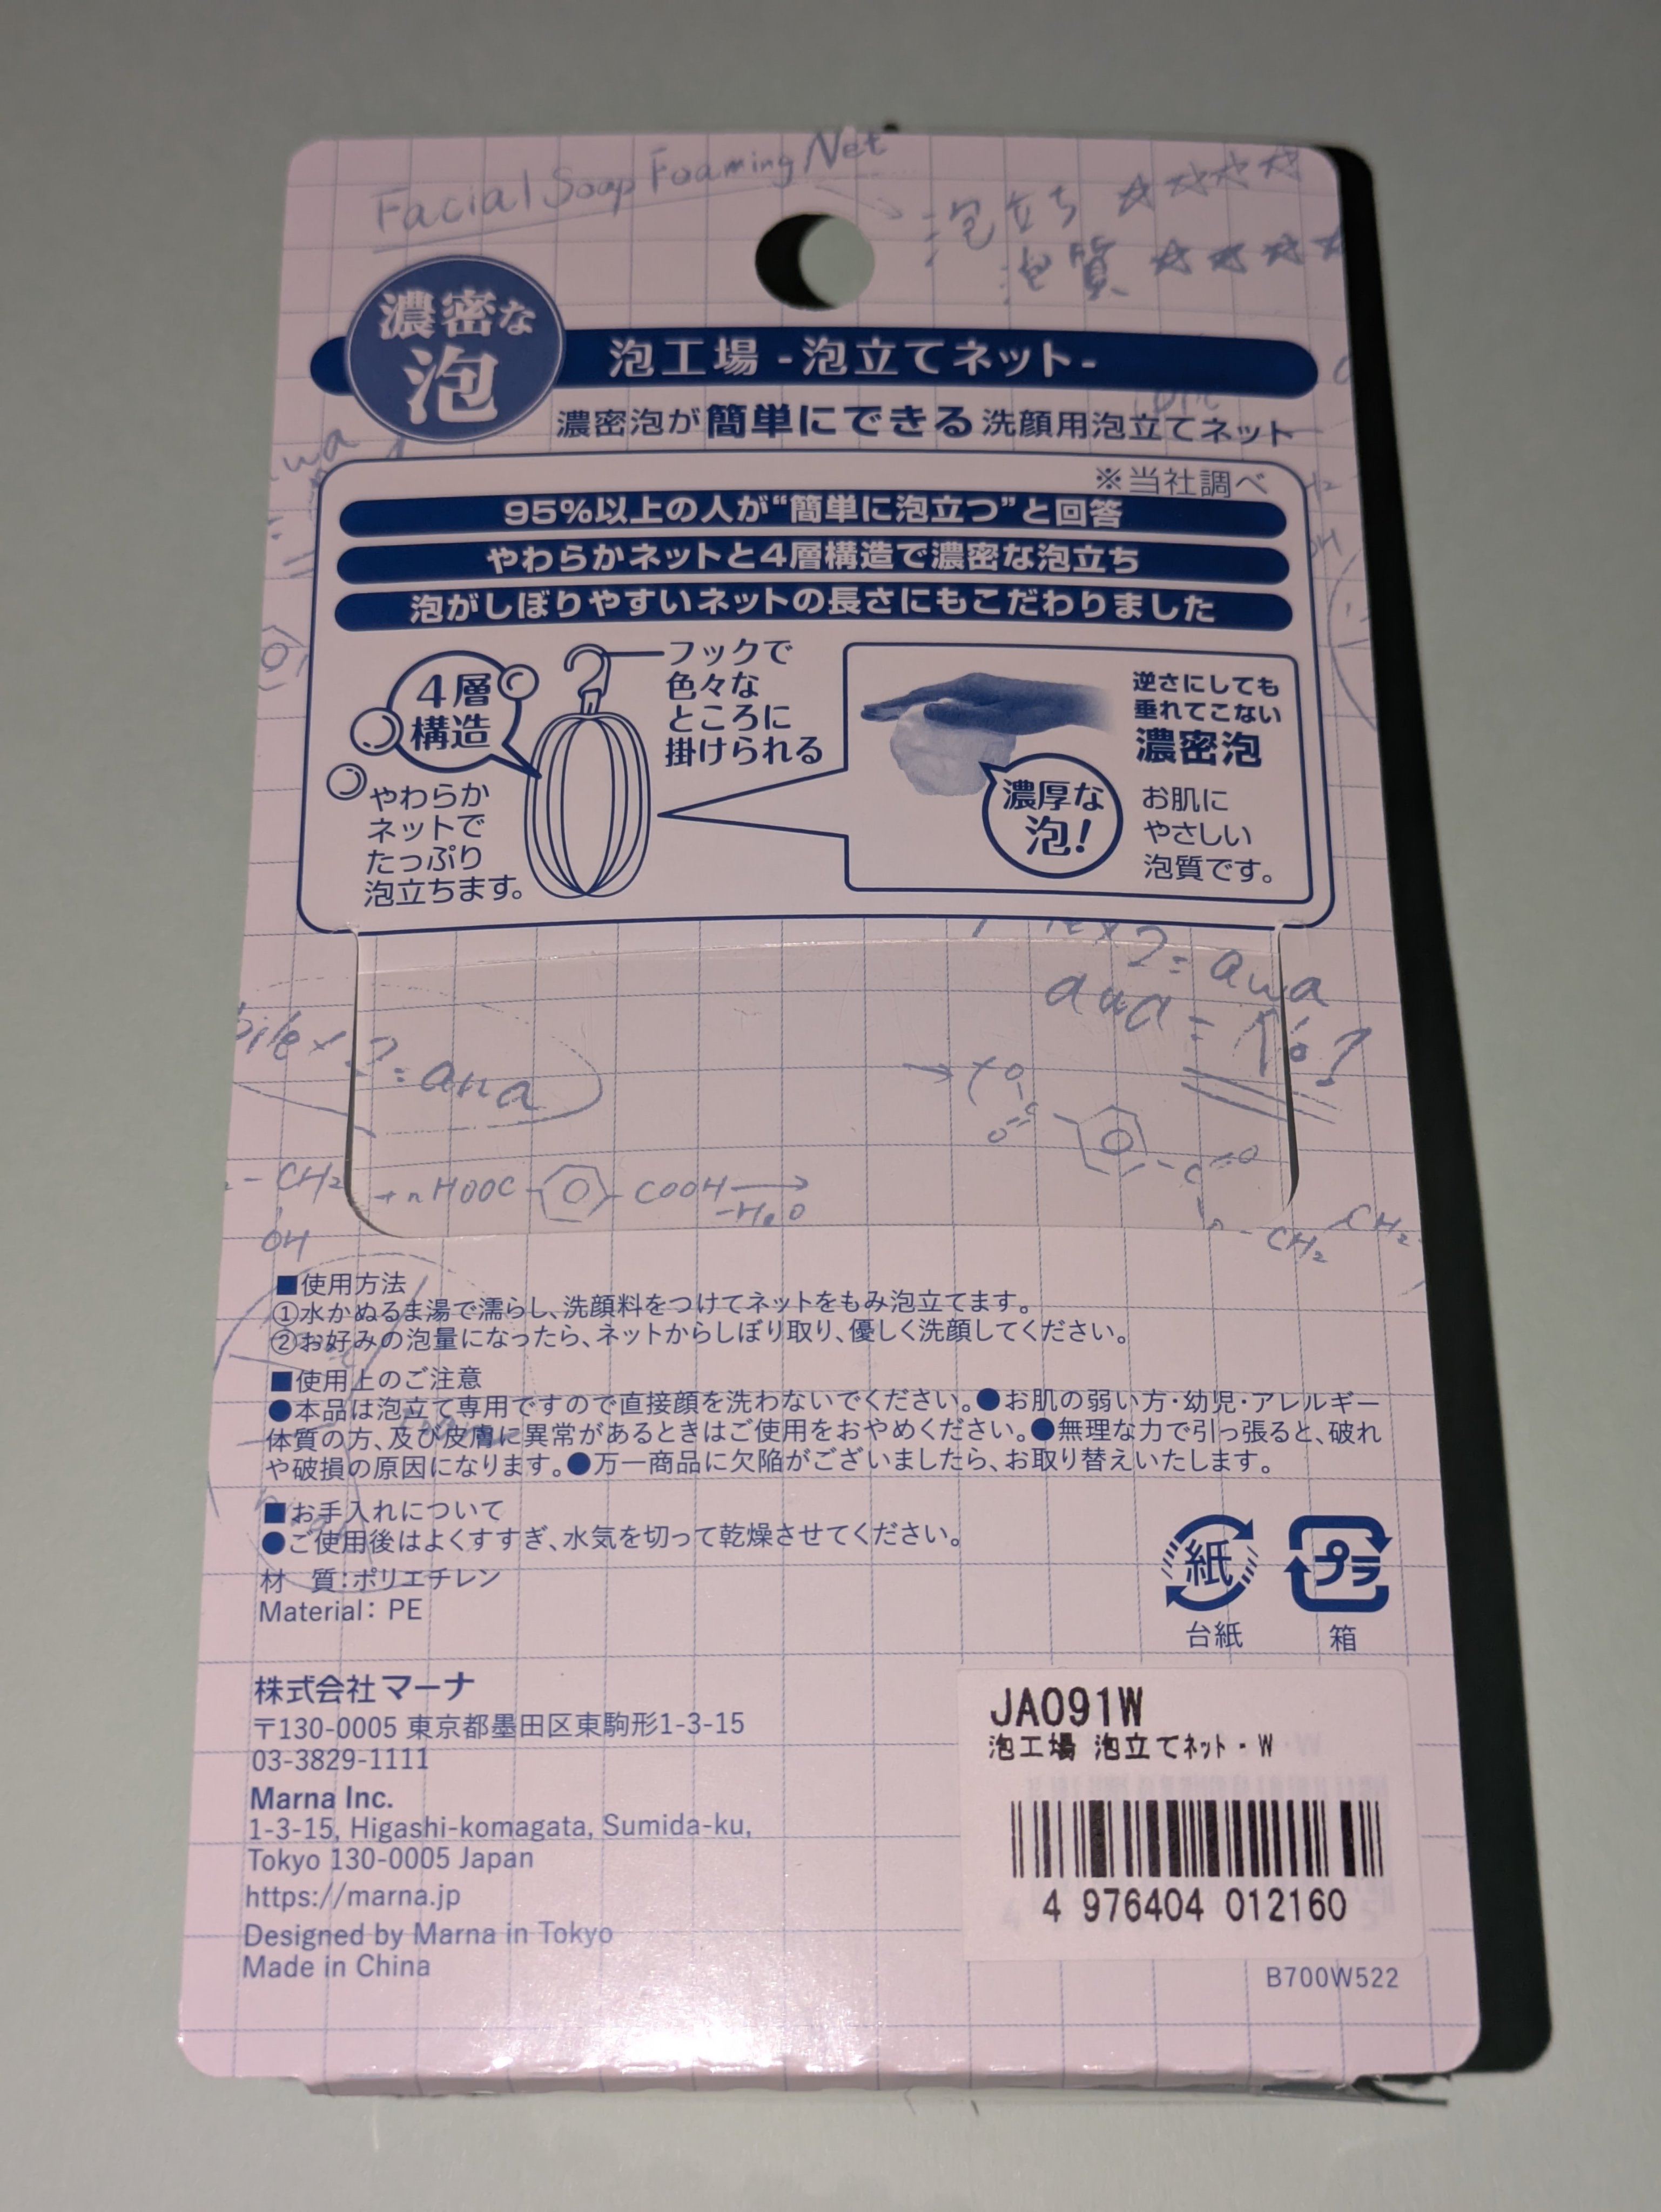 Facial Soap Foaming Net
泡立ち ☆☆☆☆
泡質 ☆☆☆☆
濃密な
泡
泡工場 -泡立てネット-
濃密泡が簡単にできる洗顔用泡立てネット
※当社調べ
95%以上の人が“簡単に泡立つ”と回答
やわらかネットと4層構造で濃密な泡立ち
泡がしぼりやすいネットの長さにもこだわりました
4層
構造
やわらか
ネットで
たっぷり
泡立ちます。
フックで
色々な
ところに
掛けられる
逆さにしても
垂れてこない
濃密泡
濃厚な
泡!
お肌に
やさしい
泡質です。
awa
awa =
= awa
- CH2
OH
+ n HOOC
COOH
CH2
CH2
■使用方法
①水かぬるま湯で濡らし、洗顔料をつけてネットをもみ泡立てます。
②お好みの泡量になったら、ネットからしぼり取り、優しく洗顔してください。
■使用上のご注意
●本品は泡立て専用ですので直接顔を洗わないでください。●お肌の弱い方・幼児・アレルギー
体質の方、及び皮膚に異常があるときはご使用をおやめください。●無理な力で引っ張ると、破れ
や破損の原因になります。●万一商品に欠陥がございましたら、お取り替えいたします。
■お手入れについて
●ご使用後はよくすすぎ、水気を切って乾燥させてください。
材　質:ポリエチレン
Material: PE
紙
台紙
プラ
箱
株式会社マーナ
〒130-0005 東京都墨田区東駒形1-3-15
03-3829-1111
Marna Inc.
1-3-15, Higashi-komagata, Sumida-ku,
Tokyo 130-0005 Japan
https://marna.jp
Designed by Marna in Tokyo
Made in China
JA091W
泡工場 泡立てネット・W
4 976404 012160
B700W522